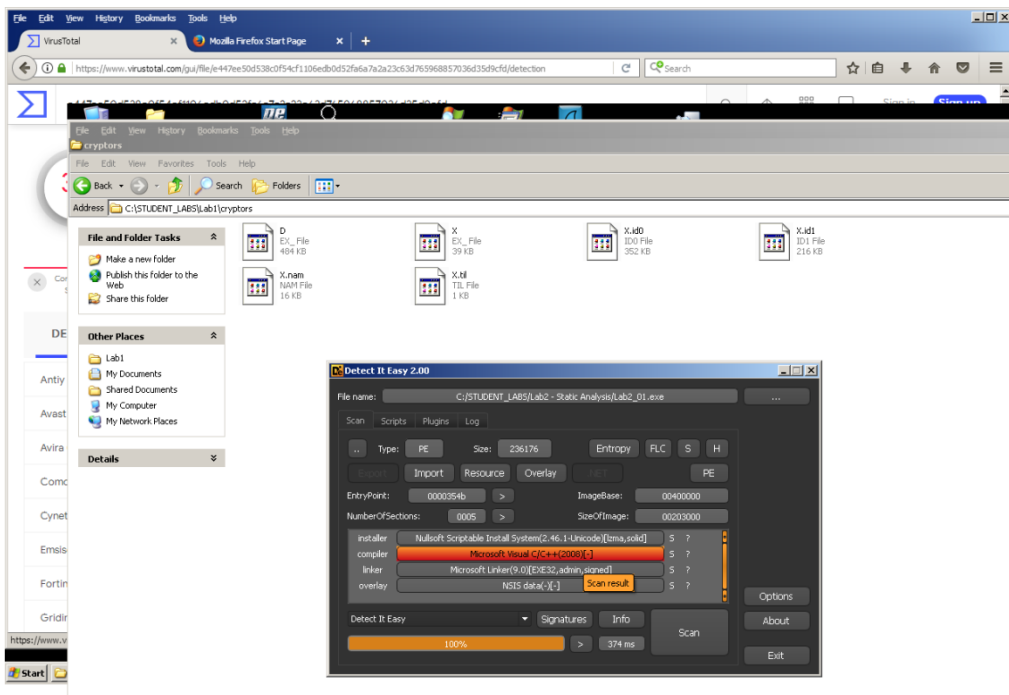 File Edit View History Bookmarks Tools Help
VirusTotal × Mozilla Firefox Start Page × +
https://www.virustotal.com/gui/file/e447ee50d538c0f54cf1106edb0d52fa6a7a2a23c63d765968857036d35d9cfd/detection
Search
Sign in Sign up
File Edit View History Bookmarks Tools Help
cryptors
File Edit View Favorites Tools Help
Back Search Folders
Address C:\STUDENT_LABS\Lab1\cryptors
File and Folder Tasks
Make a new folder
Publish this folder to the
Web
Share this folder
Other Places
Lab1
My Documents
Shared Documents
My Computer
My Network Places
Details
D
EX_ File
484 KB
X
EX_ File
39 KB
X.id0
ID0 File
352 KB
X.id1
ID1 File
216 KB
X.nam
NAM File
16 KB
X.til
TIL File
1 KB
DE
Antiy
Avast
Avira
Como
Cynet
Emsis
Fortin
Gridin
https://www.v
Start
Detect It Easy 2.00
File name: C:/STUDENT_LABS/Lab2 - Static Analysis/Lab2_01.exe ...
Scan Scripts Plugins Log
.. Type: PE Size: 236176 Entropy FLC S H
Export Import Resource Overlay .NET PE
EntryPoint: 0000354b > ImageBase: 00400000
NumberOfSections: 0005 > SizeOfImage: 00203000
installer Nullsoft Scriptable Install System(2.46.1-Unicode)[lzma,solid] S ?
compiler Microsoft Visual C/C++(2008)[-] S ?
linker Microsoft Linker(9.0)[EXE32,admin,signed] S ?
overlay NSIS data(-)[-] S ?
Scan result
Options
Detect It Easy Signatures Info Scan About
100% > 374 ms
Exit